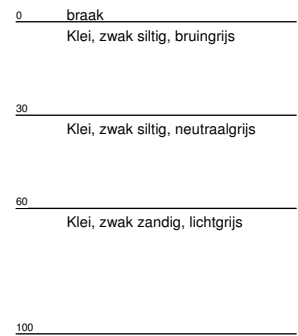 0 braak
Klei, zwak siltig, bruingrijs
30
Klei, zwak siltig, neutraalgrijs
60
Klei, zwak zandig, lichtgrijs
100